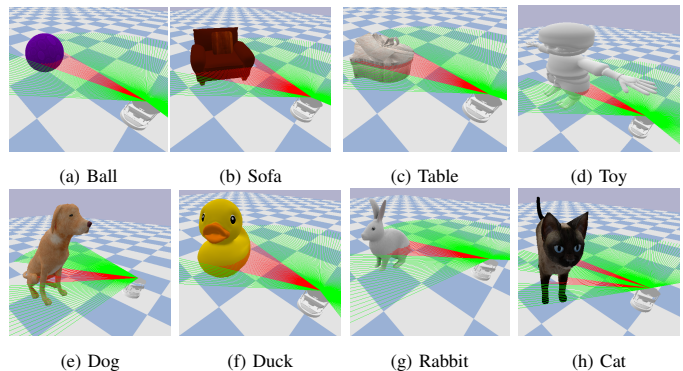 (a) Ball
(b) Sofa
(c) Table
(d) Toy
(e) Dog
(f) Duck
(g) Rabbit
(h) Cat